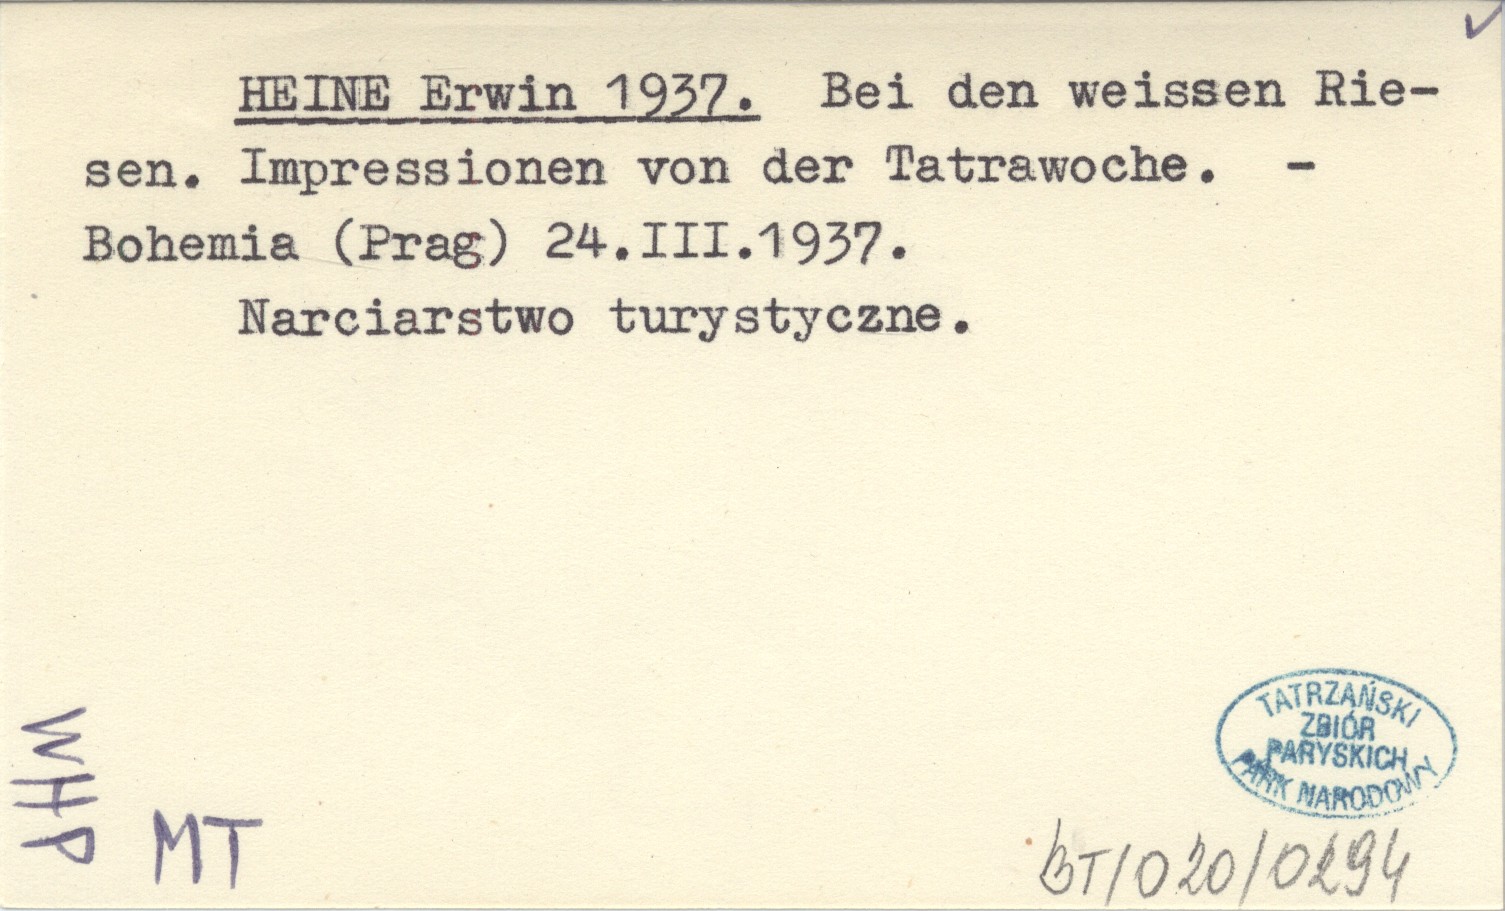 HEINE Erwin 1937. Bei den weissen Rie-
sen. Impressionen von der Tatrawoche. -
Bohemia (Prag) 24.III.1937.
Narciarstwo turystyczne.
WHP
MT
TATRZAŃSKI
ZBIÓR
PARYSKICH
PARK NARODOWY
BT/020/0294